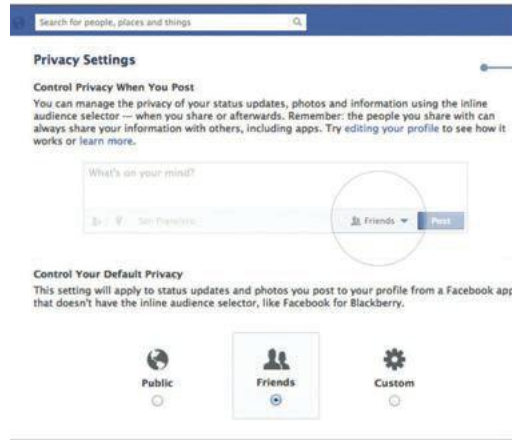 Search for people, places and things
Privacy Settings
Control Privacy When You Post
You can manage the privacy of your status updates, photos and information using the inline
audience selector — when you share or afterwards. Remember: the people you share with can
always share your information with others, including apps. Try editing your profile to see how it
works or learn more.
What's on your mind?
San Francisco
Friends
Post
Control Your Default Privacy
This setting will apply to status updates and photos you post to your profile from a Facebook app
that doesn't have the inline audience selector, like Facebook for Blackberry.
Public
Friends
Custom